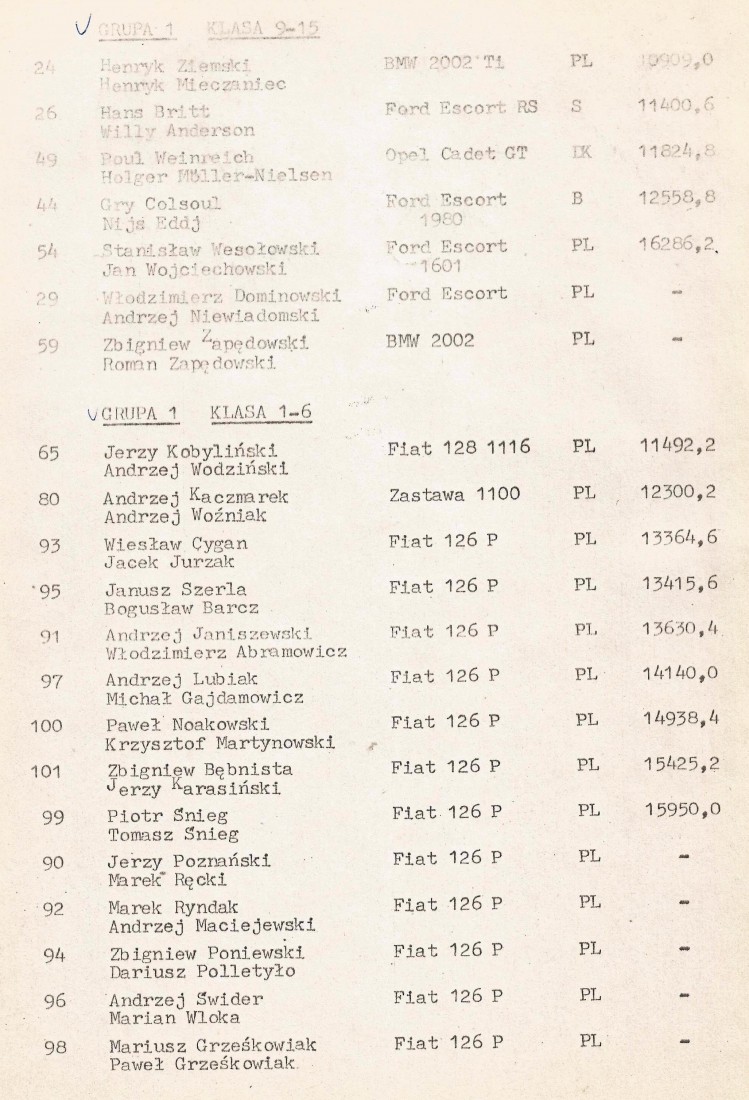 GRUPA 1 KLASA 9-15
24 Henryk Ziemski BMW 2002 Ti PL 10909,0
Henryk Mieczaniec
26 Hans Britt Ford Escort RS S 11400,6
Willy Anderson
49 Poul Weinreich Opel Cadet GT DK 11824,8
Holger Möller-Nielsen
44 Gry Colsoul Ford Escort B 12558,8
Nijs Eddj 1980
54 Stanisław Wesołowski Ford Escort PL 16286,2
Jan Wojciechowski 1601
29 Włodzimierz Dominowski Ford Escort PL -
Andrzej Niewiadomski
59 Zbigniew Zapędowski BMW 2002 PL -
Roman Zapędowski
GRUPA 1 KLASA 1-6
65 Jerzy Kobyliński Fiat 128 1116 PL 11492,2
Andrzej Wodziński
80 Andrzej Kaczmarek Zastawa 1100 PL 12300,2
Andrzej Woźniak
93 Wiesław Cygan Fiat 126 P PL 13364,6
Jacek Jurzak
95 Janusz Szerla Fiat 126 P PL 13415,6
Bogusław Barcz
91 Andrzej Janiszewski Fiat 126 P PL 13630,4
Włodzimierz Abramowicz
97 Andrzej Lubiak Fiat 126 P PL 14140,0
Michał Gajdamowicz
100 Paweł Noakowski Fiat 126 P PL 14938,4
Krzysztof Martynowski
101 Zbigniew Bębnista Fiat 126 P PL 15425,2
Jerzy Karasiński
99 Piotr Śnieg Fiat 126 P PL 15950,0
Tomasz Śnieg
90 Jerzy Poznański Fiat 126 P PL -
Marek Ręcki
92 Marek Ryndak Fiat 126 P PL -
Andrzej Maciejewski
94 Zbigniew Poniewski Fiat 126 P PL -
Dariusz Polletyło
96 Andrzej Świder Fiat 126 P PL -
Marian Wloka
98 Mariusz Grześkowiak Fiat 126 P PL -
Paweł Grześkowiak